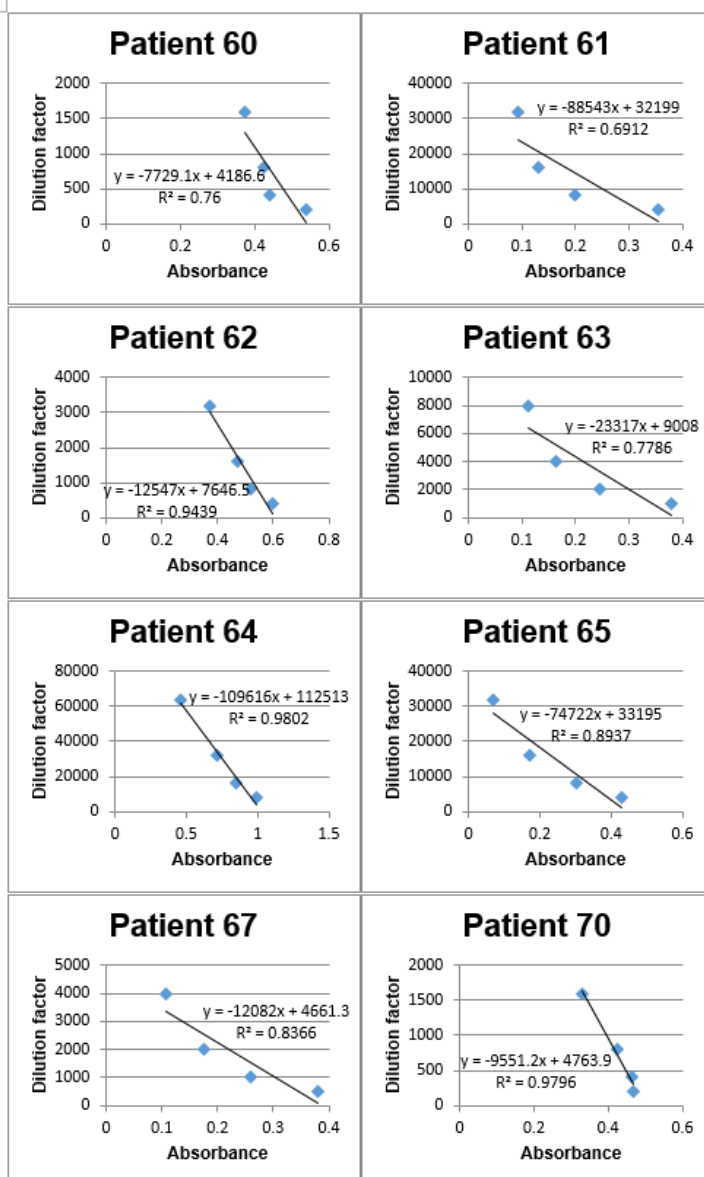 Patient 60
2000
1500
1000
500
0
Dilution factor
y = -7729.1x + 4186.6
R² = 0.76
0 0.2 0.4 0.6
Absorbance
Patient 61
40000
30000
20000
10000
0
Dilution factor
y = -88543x + 32199
R² = 0.6912
0 0.1 0.2 0.3 0.4
Absorbance
Patient 62
4000
3000
2000
1000
0
Dilution factor
y = -12547x + 7646.5
R² = 0.9439
0 0.2 0.4 0.6 0.8
Absorbance
Patient 63
10000
8000
6000
4000
2000
0
Dilution factor
y = -23317x + 9008
R² = 0.7786
0 0.1 0.2 0.3 0.4
Absorbance
Patient 64
80000
60000
40000
20000
0
Dilution factor
y = -109616x + 112513
R² = 0.9802
0 0.5 1 1.5
Absorbance
Patient 65
40000
30000
20000
10000
0
Dilution factor
y = -74722x + 33195
R² = 0.8937
0 0.2 0.4 0.6
Absorbance
Patient 67
5000
4000
3000
2000
1000
0
Dilution factor
y = -12082x + 4661.3
R² = 0.8366
0 0.1 0.2 0.3 0.4
Absorbance
Patient 70
2000
1500
1000
500
0
Dilution factor
y = -9551.2x + 4763.9
R² = 0.9796
0 0.2 0.4 0.6
Absorbance